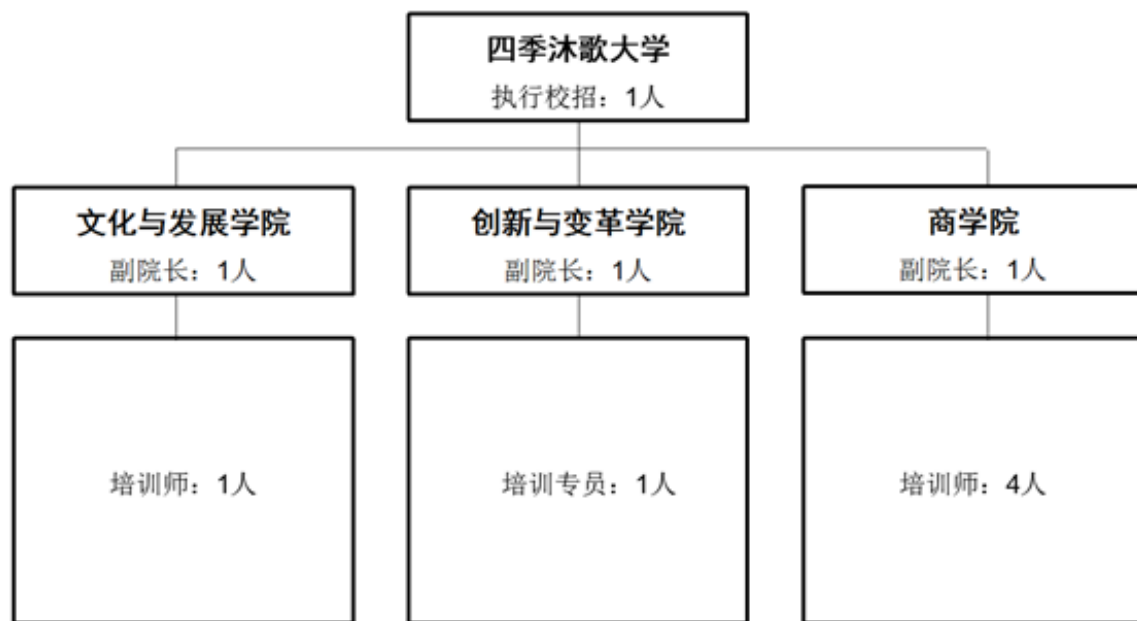 四季沐歌大学
执行校招：1人
文化与发展学院
副院长：1人
创新与变革学院
副院长：1人
商学院
副院长：1人
培训师：1人
培训专员：1人
培训师：4人